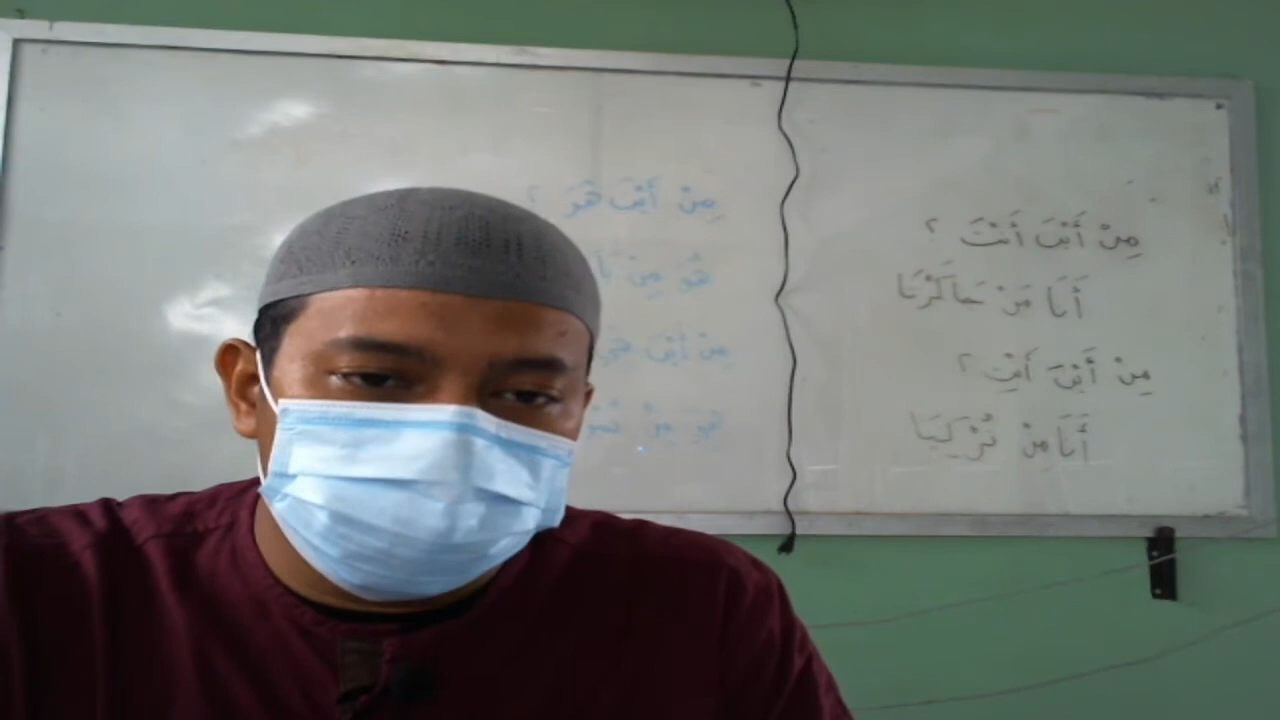 مِنْ أَيْنَ أَنْتَ ؟
أَنَا مِنْ جَاكَرْتَا
مِنْ أَيْنَ أَنْتِ ؟
أَنَا مِنْ تُرْكِيَا
مِنْ أَيْنَ هُوَ ؟
هُوَ مِنْ
مِنْ أَيْنَ هِيَ
هِيَ مِنْ